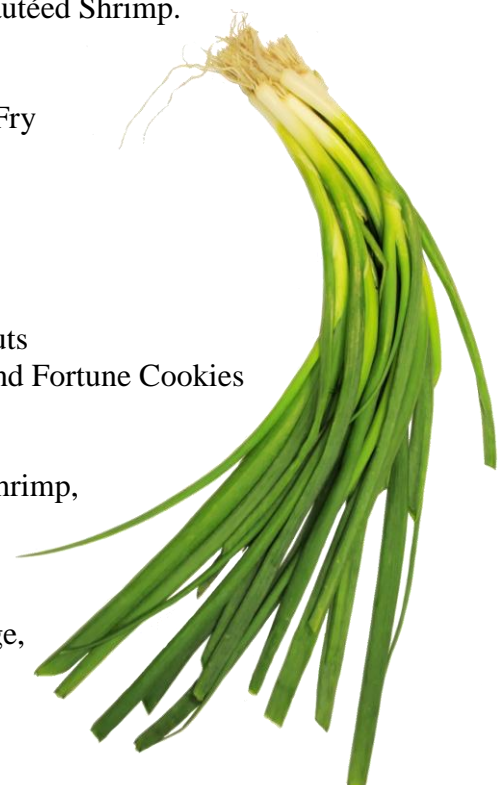 utéed Shrimp.
Fry
uts
nd Fortune Cookies
hrimp,
ge,